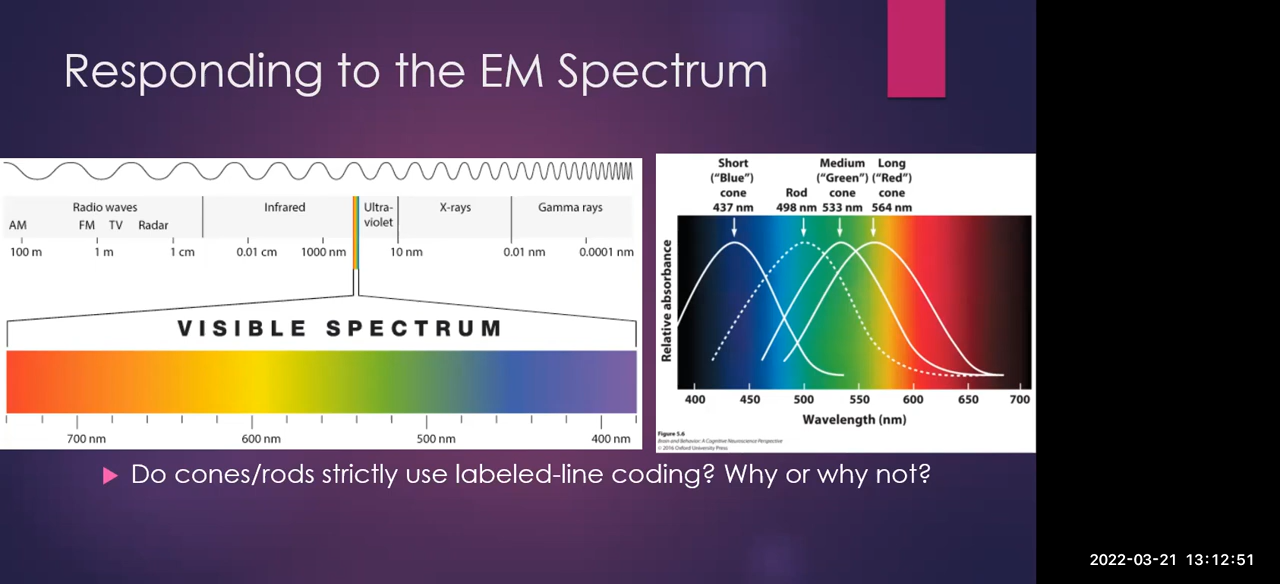 Responding to the EM Spectrum
Radio waves
Infrared
Ultra-
violet
X-rays
Gamma rays
AM FM TV Radar
100 m 1 m 1 cm 0.01 cm 1000 nm 10 nm 0.01 nm 0.0001 nm
VISIBLE SPECTRUM
700 nm 600 nm 500 nm 400 nm
Short Medium Long
("Blue") ("Green") ("Red")
cone Rod cone cone
437 nm 498 nm 533 nm 564 nm
Relative absorbance
400 450 500 550 600 650 700
Wavelength (nm)
Figure 5.6
Brain and Behavior: A Cognitive Neuroscience Perspective
© 2016 Oxford University Press
Do cones/rods strictly use labeled-line coding? Why or why not?
2022-03-21 13:12:51